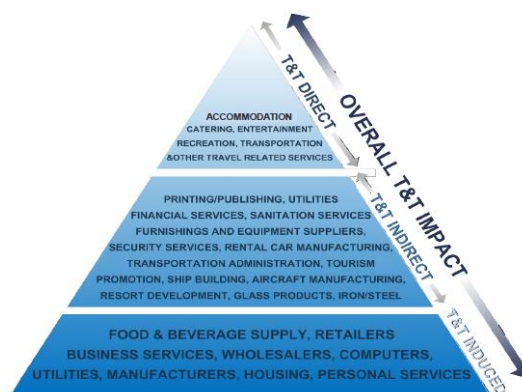 ACCOMMODATION
CATERING, ENTERTAINMENT
RECREATION, TRANSPORTATION
&OTHER TRAVEL RELATED SERVICES
PRINTING/PUBLISHING, UTILITIES
FINANCIAL SERVICES, SANITATION SERVICES
FURNISHINGS AND EQUIPMENT SUPPLIERS,
SECURITY SERVICES, RENTAL CAR MANUFACTURING,
TRANSPORTATION ADMINISTRATION, TOURISM
PROMOTION, SHIP BUILDING, AIRCRAFT MANUFACTURING,
RESORT DEVELOPMENT, GLASS PRODUCTS, IRON/STEEL
FOOD & BEVERAGE SUPPLY, RETAILERS
BUSINESS SERVICES, WHOLESALERS, COMPUTERS,
UTILITIES, MANUFACTURERS, HOUSING, PERSONAL SERVICES
T&T DIRECT
T&T INDIRECT
T&T INDUCED
OVERALL T&T IMPACT